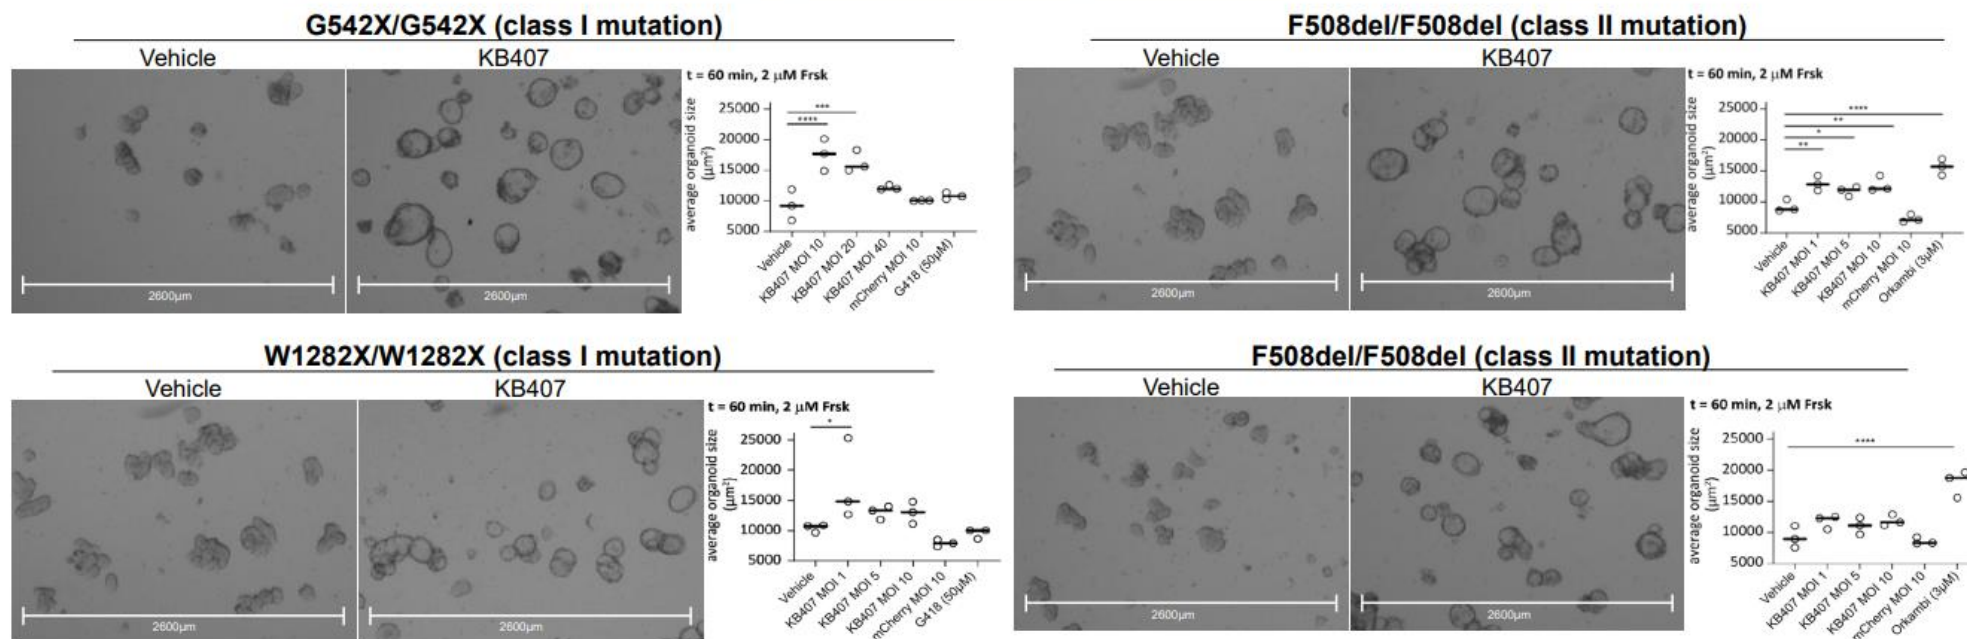 G542X/G542X (class I mutation)
Vehicle
KB407
2600µm
2600µm
t = 60 min, 2 µM Frsk
average organoid size
(µm²)
25000
20000
15000
10000
5000
***
****
Vehicle
KB407 MOI 10
KB407 MOI 20
KB407 MOI 40
mCherry MOI 10
G418 (50µM)
F508del/F508del (class II mutation)
Vehicle
KB407
2600µm
2600µm
t = 60 min, 2 µM Frsk
average organoid size
(µm²)
25000
20000
15000
10000
5000
****
**
*
**
Vehicle
KB407 MOI 1
KB407 MOI 5
KB407 MOI 10
mCherry MOI 10
Orkambi (3µM)
W1282X/W1282X (class I mutation)
Vehicle
KB407
2600µm
2600µm
t = 60 min, 2 µM Frsk
average organoid size
(µm²)
25000
20000
15000
10000
5000
*
Vehicle
KB407 MOI 1
KB407 MOI 5
KB407 MOI 10
mCherry MOI 10
G418 (50µM)
F508del/F508del (class II mutation)
Vehicle
KB407
2600µm
2600µm
t = 60 min, 2 µM Frsk
average organoid size
(µm²)
25000
20000
15000
10000
5000
****
Vehicle
KB407 MOI 1
KB407 MOI 5
KB407 MOI 10
mCherry MOI 10
Orkambi (3µM)